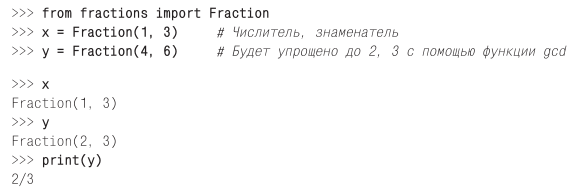 >>> from fractions import Fraction
>>> x = Fraction(1, 3) # Числитель, знаменатель
>>> y = Fraction(4, 6) # Будет упрощено до 2, 3 с помощью функции gcd
>>> x
Fraction(1, 3)
>>> y
Fraction(2, 3)
>>> print(y)
2/3